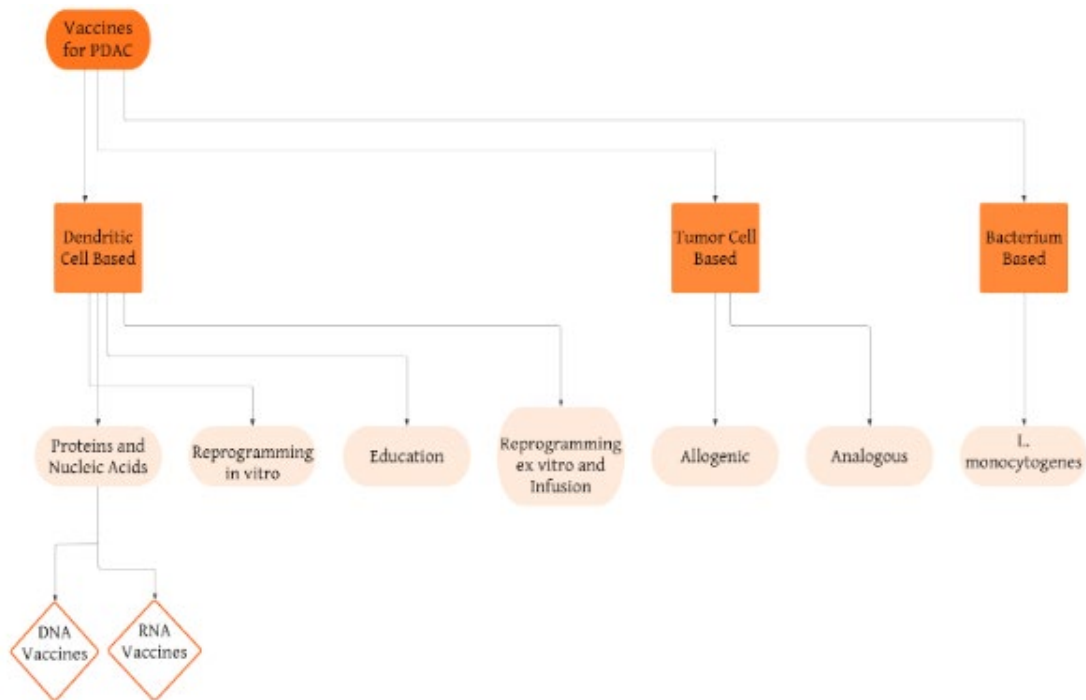 Vaccines
for PDAC
Dendritic
Cell Based
Tumor Cell
Based
Bacterium
Based
Proteins and
Nucleic Acids
Reprogramming
in vitro
Education
Reprogramming
ex vitro and
Infusion
Allogenic
Analogous
L.
monocytogenes
DNA
Vaccines
RNA
Vaccines